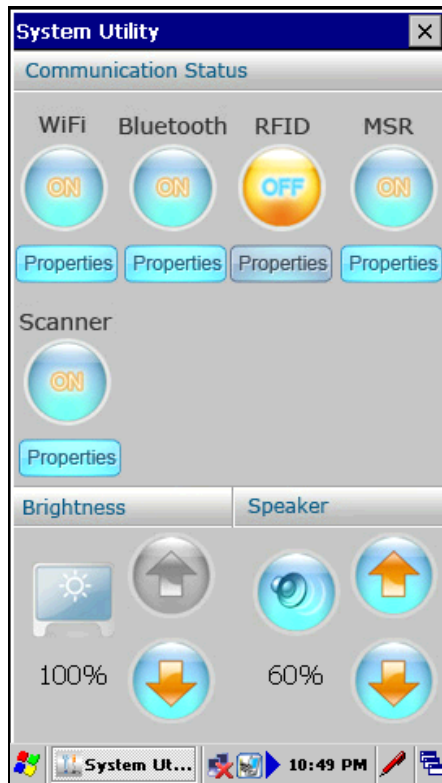 System Utility
Communication Status
WiFi Bluetooth RFID MSR
ON ON OFF ON
Properties Properties Properties Properties
Scanner
ON
Properties
Brightness Speaker
100% 60%
System Ut... 10:49 PM